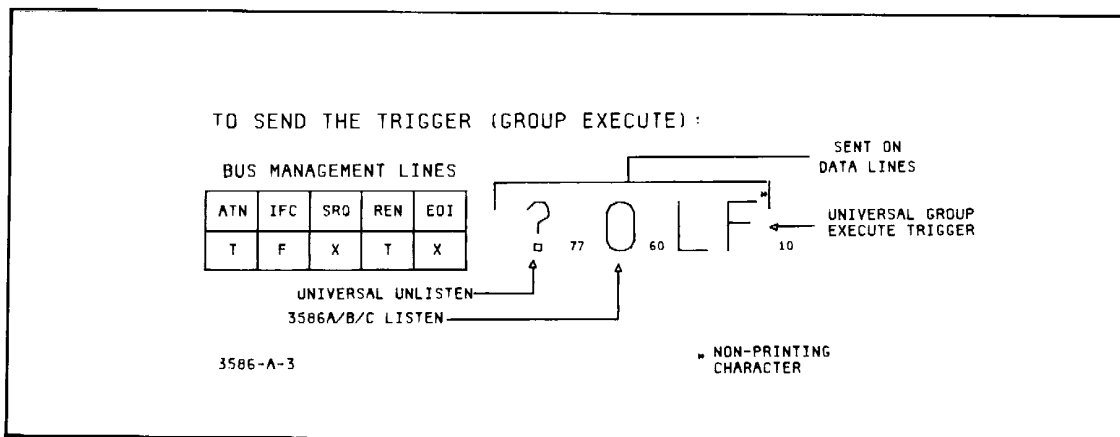 TO SEND THE TRIGGER (GROUP EXECUTE):
SENT ON
DATA LINES
BUS MANAGEMENT LINES
ATN IFC SRQ REN EOI
T F X T X
? 77 0 60 LF* 10
UNIVERSAL GROUP
EXECUTE TRIGGER
UNIVERSAL UNLISTEN
3586A/B/C LISTEN
3586-A-3
* NON-PRINTING
CHARACTER